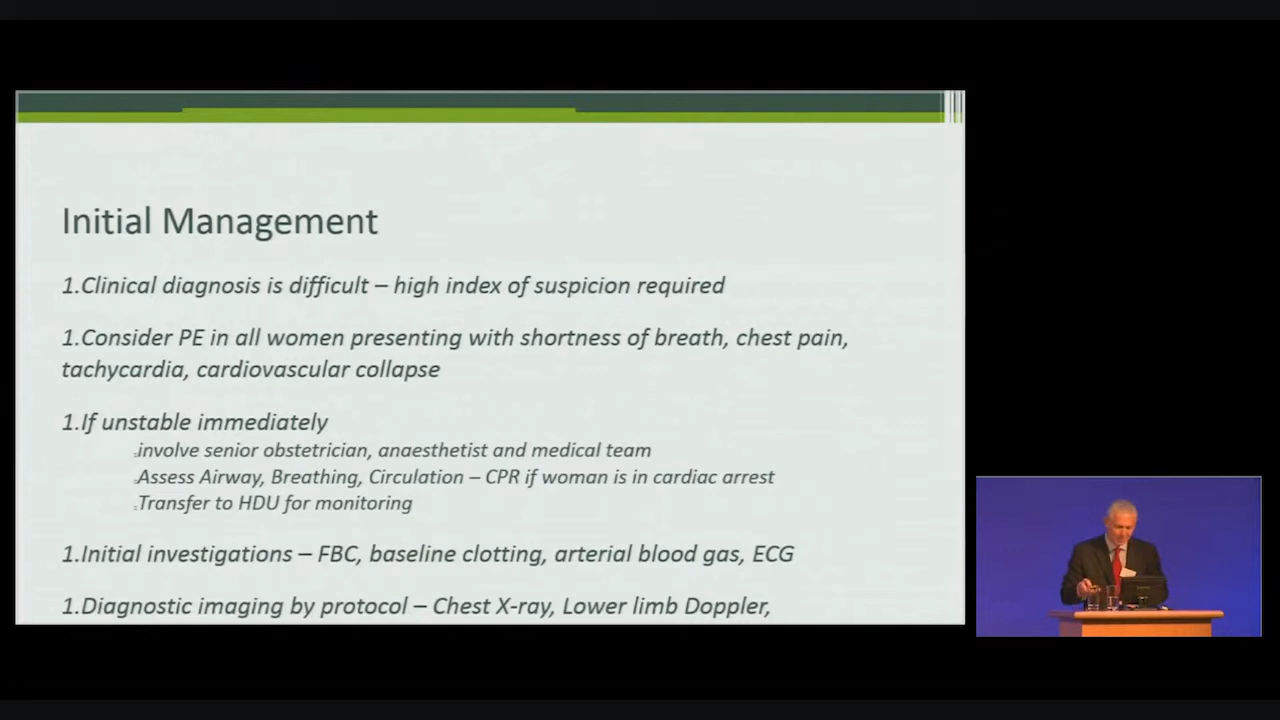 Initial Management
1.Clinical diagnosis is difficult – high index of suspicion required
1.Consider PE in all women presenting with shortness of breath, chest pain,
tachycardia, cardiovascular collapse
1.If unstable immediately
involve senior obstetrician, anaesthetist and medical team
Assess Airway, Breathing, Circulation – CPR if woman is in cardiac arrest
Transfer to HDU for monitoring
1.Initial investigations – FBC, baseline clotting, arterial blood gas, ECG
1.Diagnostic imaging by protocol – Chest X-ray, Lower limb Doppler,